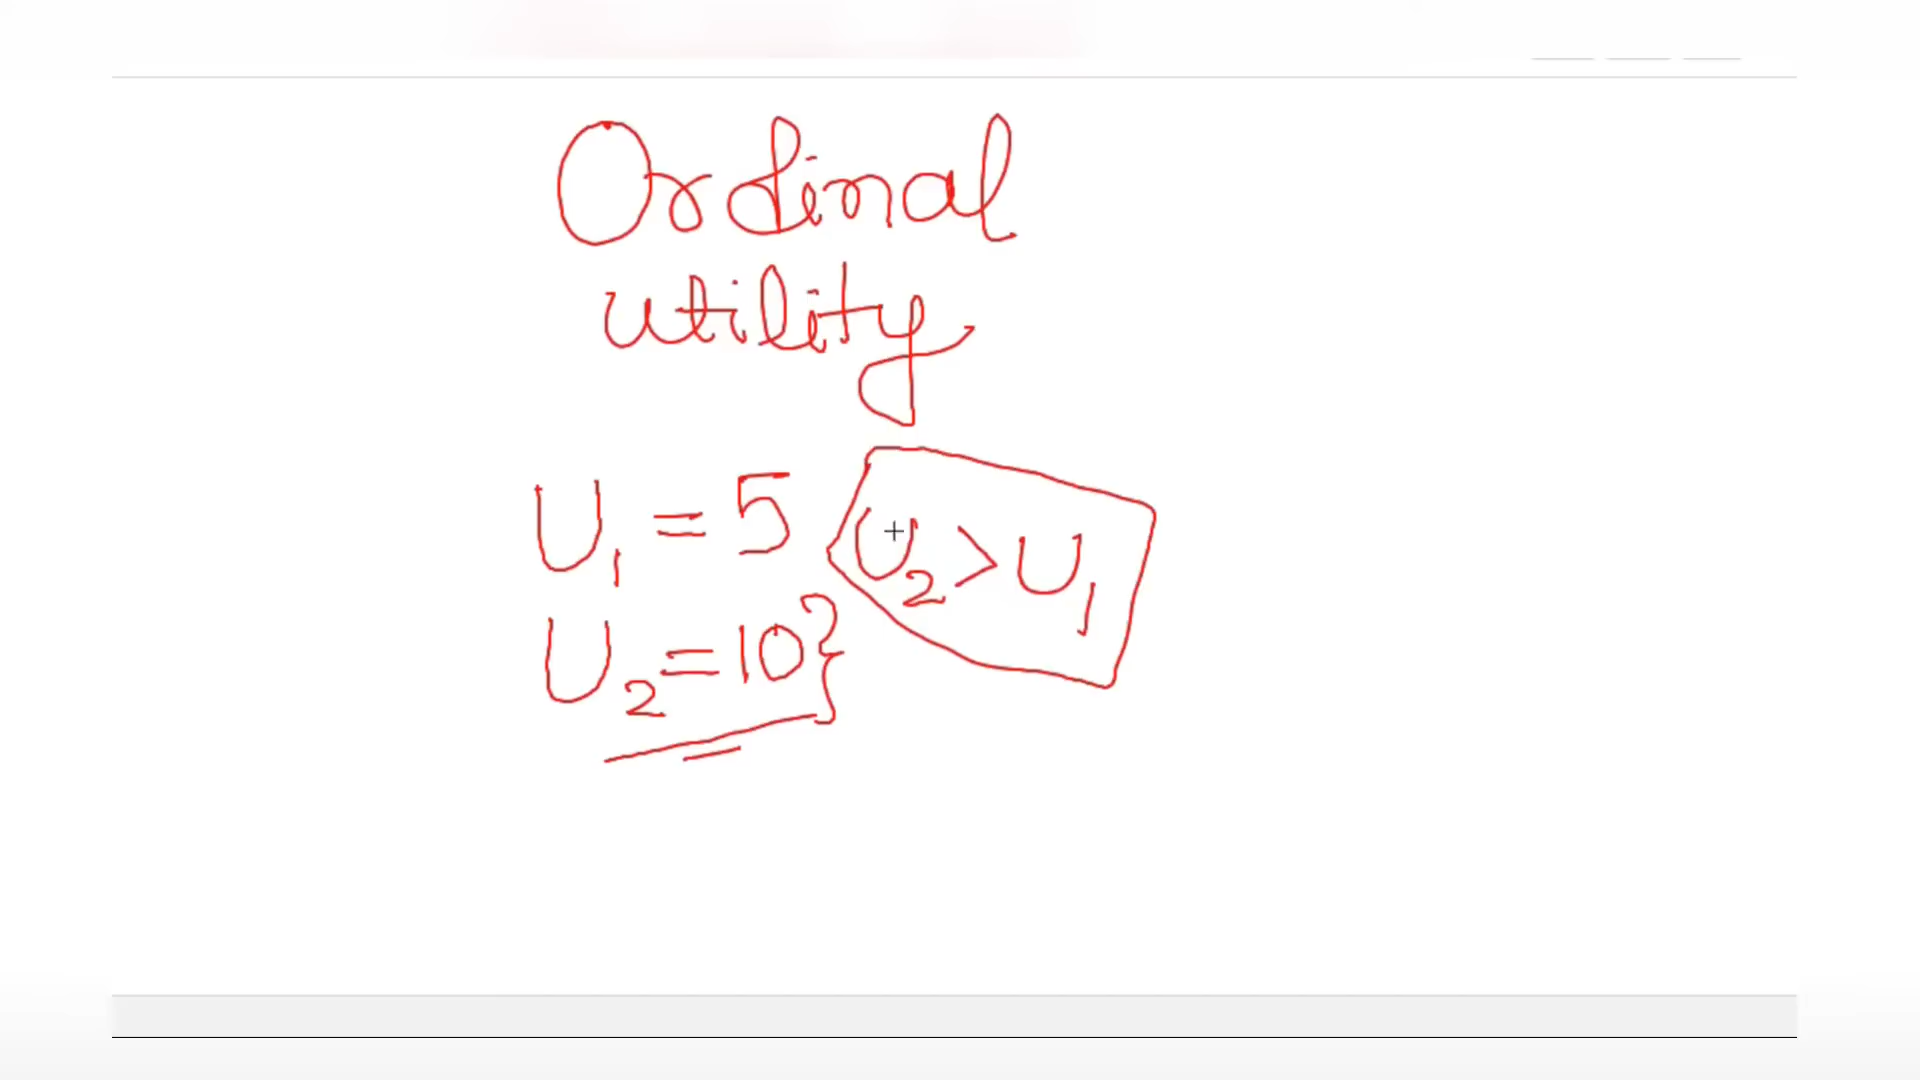 Ordinal
utility
U₁ = 5
U₂ > U₁
U₂ = 10}